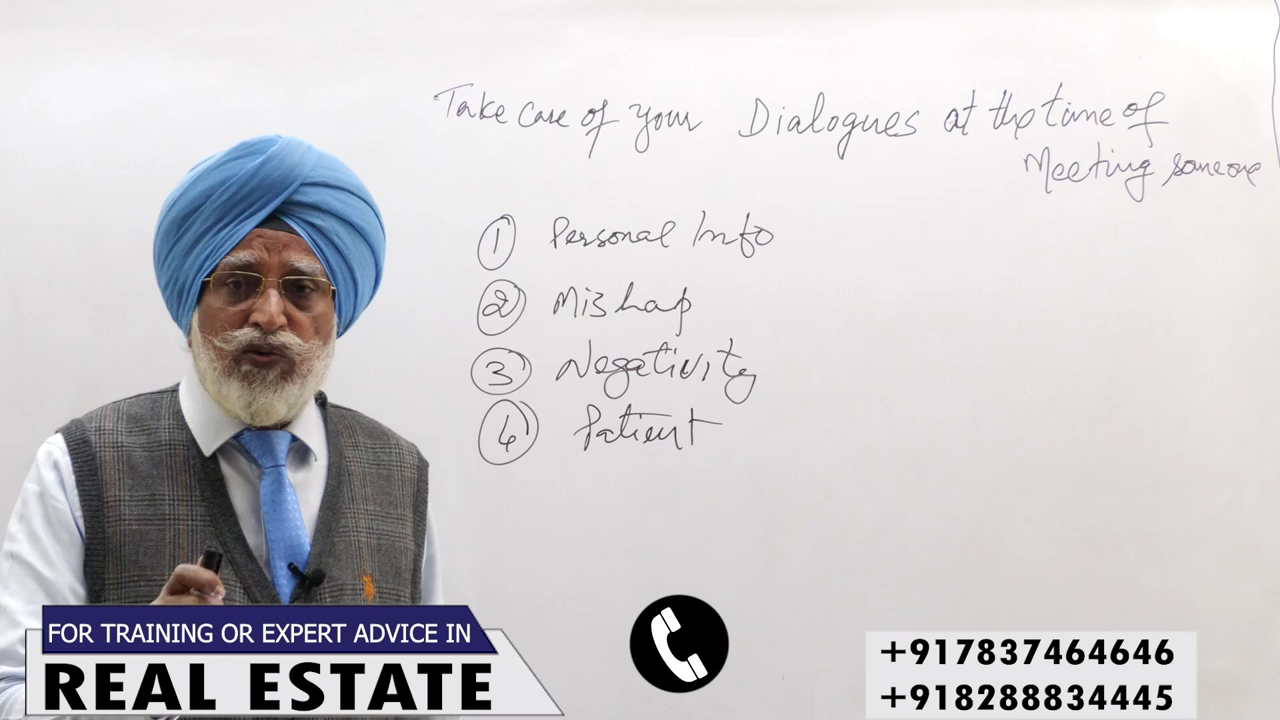 Take care of your Dialogues at the time of
Meeting someone
1 Personal Info
2 Mishap
3 Negativity
4 Patient
FOR TRAINING OR EXPERT ADVICE IN
REAL ESTATE
+917837464646
+918288834445